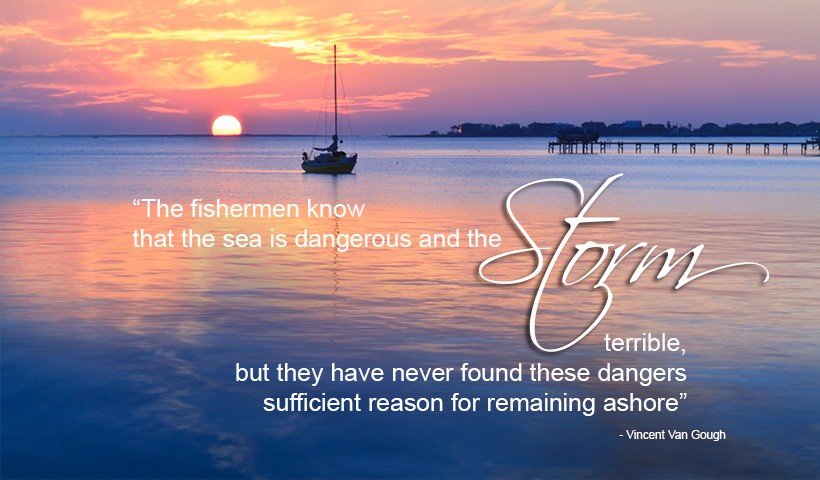 “The fishermen know
that the sea is dangerous and the Storm
terrible,
but they have never found these dangers
sufficient reason for remaining ashore”
- Vincent Van Gough